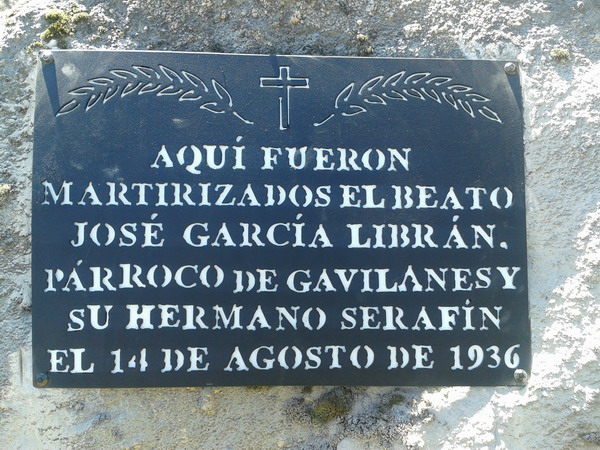 AQUÍ FUERON
MARTIRIZADOS EL BEATO
JOSÉ GARCÍA LIBRÁN.
PÁRROCO DE GAVILANES Y
SU HERMANO SERAFÍN
EL 14 DE AGOSTO DE 1936